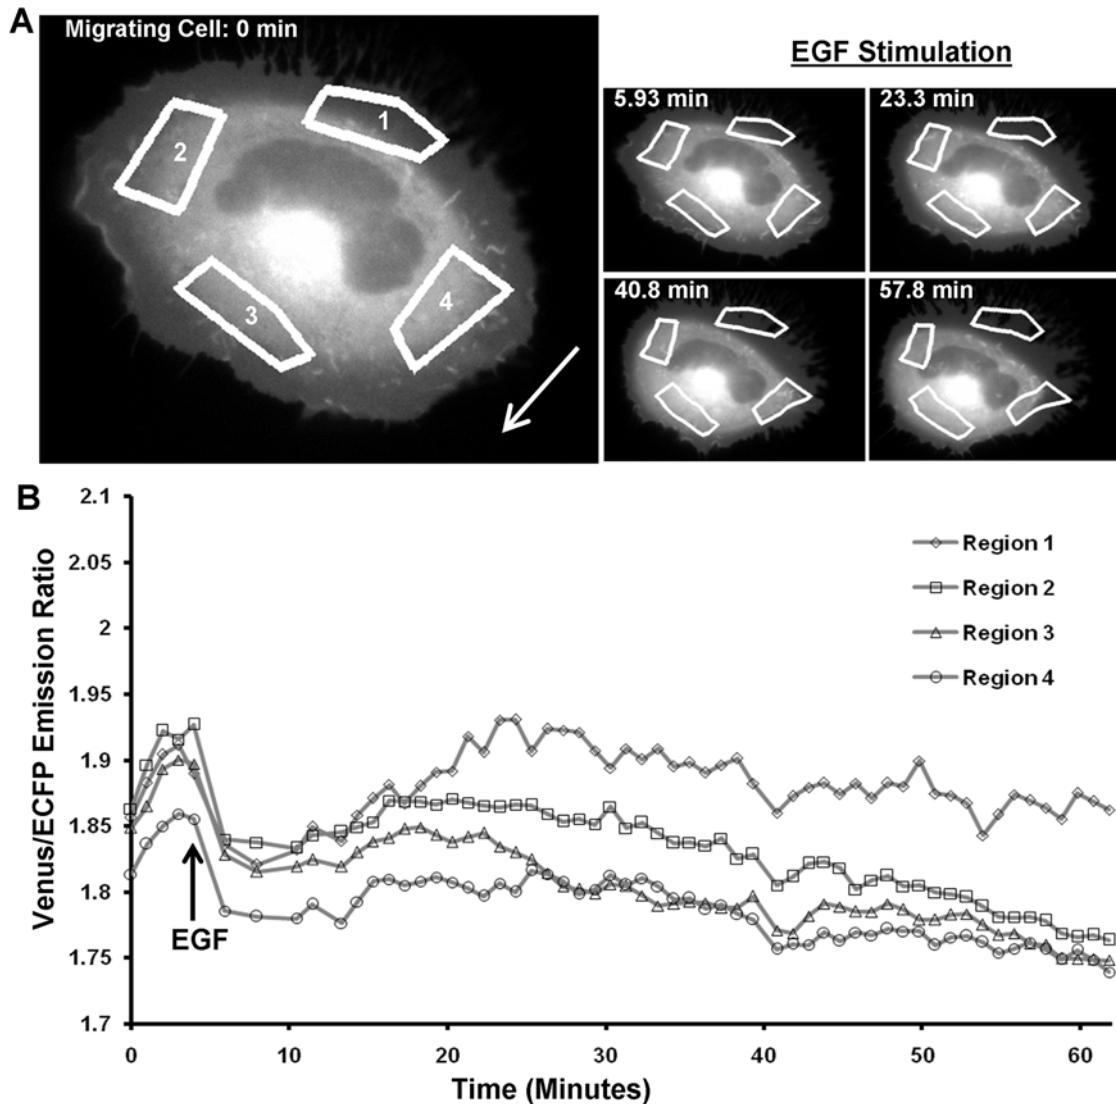 A
Migrating Cell: 0 min
1
2
3
4
EGF Stimulation
5.93 min
23.3 min
40.8 min
57.8 min
B
2.1
2.05
2
1.95
1.9
1.85
1.8
1.75
1.7
Venus/ECFP Emission Ratio
Region 1
Region 2
Region 3
Region 4
EGF
0
10
20
30
40
50
60
Time (Minutes)